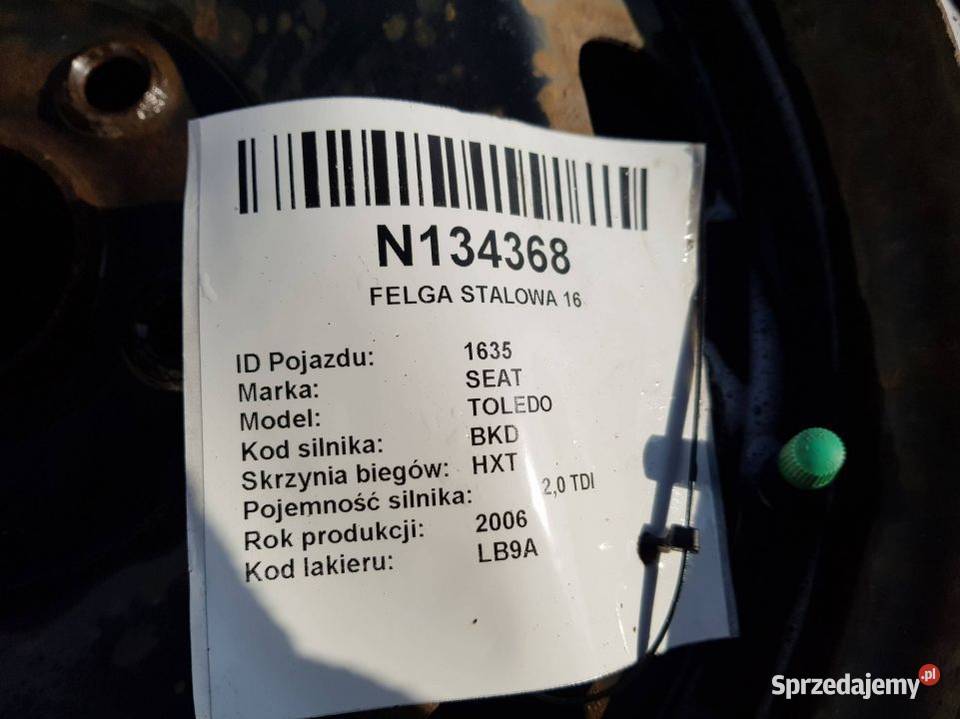 N134368
FELGA STALOWA 16
ID Pojazdu: 1635
Marka: SEAT
Model: TOLEDO
Kod silnika: BKD
Skrzynia biegów: HXT
Pojemność silnika: 2,0 TDI
Rok produkcji: 2006
Kod lakieru: LB9A
Sprzedajemy.pl